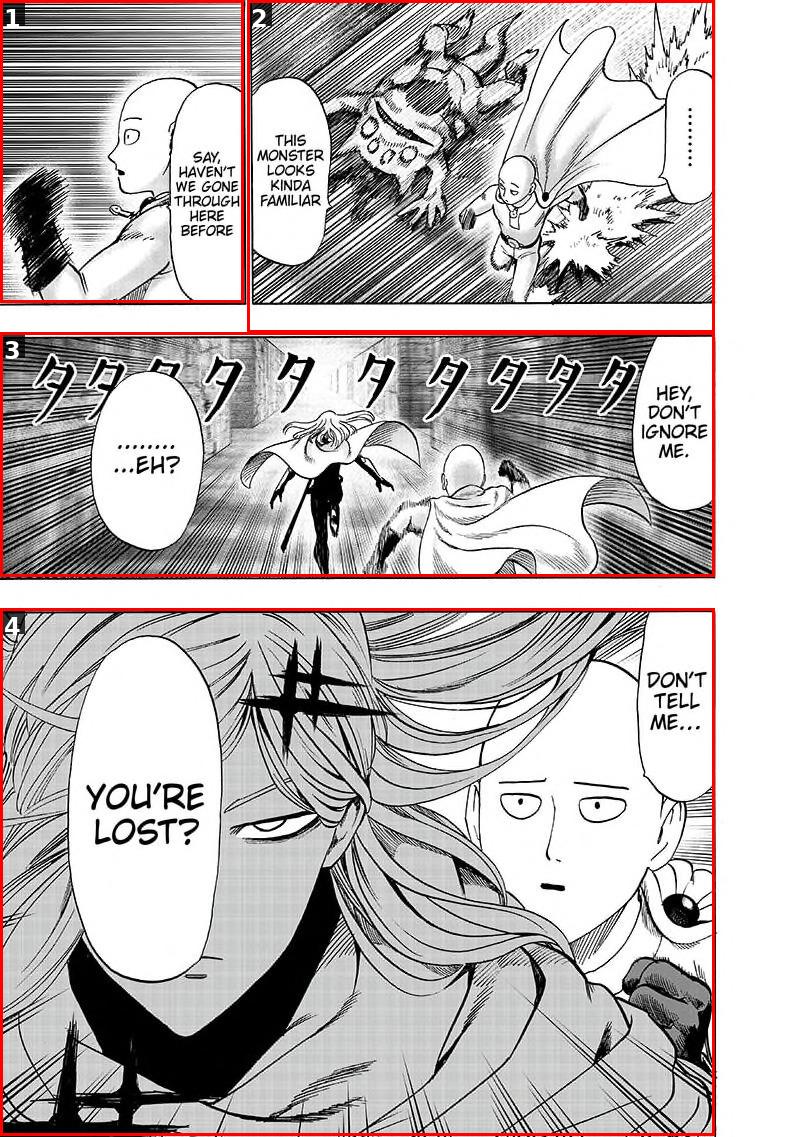 2
.........
THIS
MONSTER
LOOKS
KINDA
FAMILIAR
1
SAY,
HAVEN'T
WE GONE
THROUGH
HERE
BEFORE
3
HEY,
DON'T
IGNORE
ME.
タタタタタタタタタタ
........
...EH?
4
DON'T
TELL
ME...
YOU'RE
LOST?